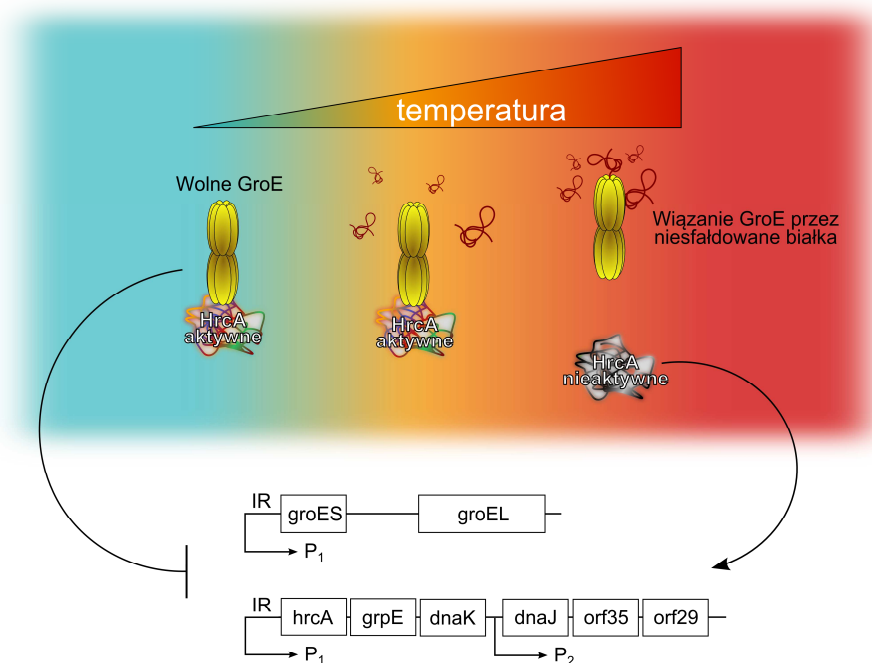 temperatura
Wolne GroE
Wiązanie GroE przez
niesfałdowane białka
HrcA
aktywne
HrcA
aktywne
HrcA
nieaktywne
IR
groES
groEL
P1
IR
hrcA
grpE
dnaK
dnaJ
orf35
orf29
P1
P2